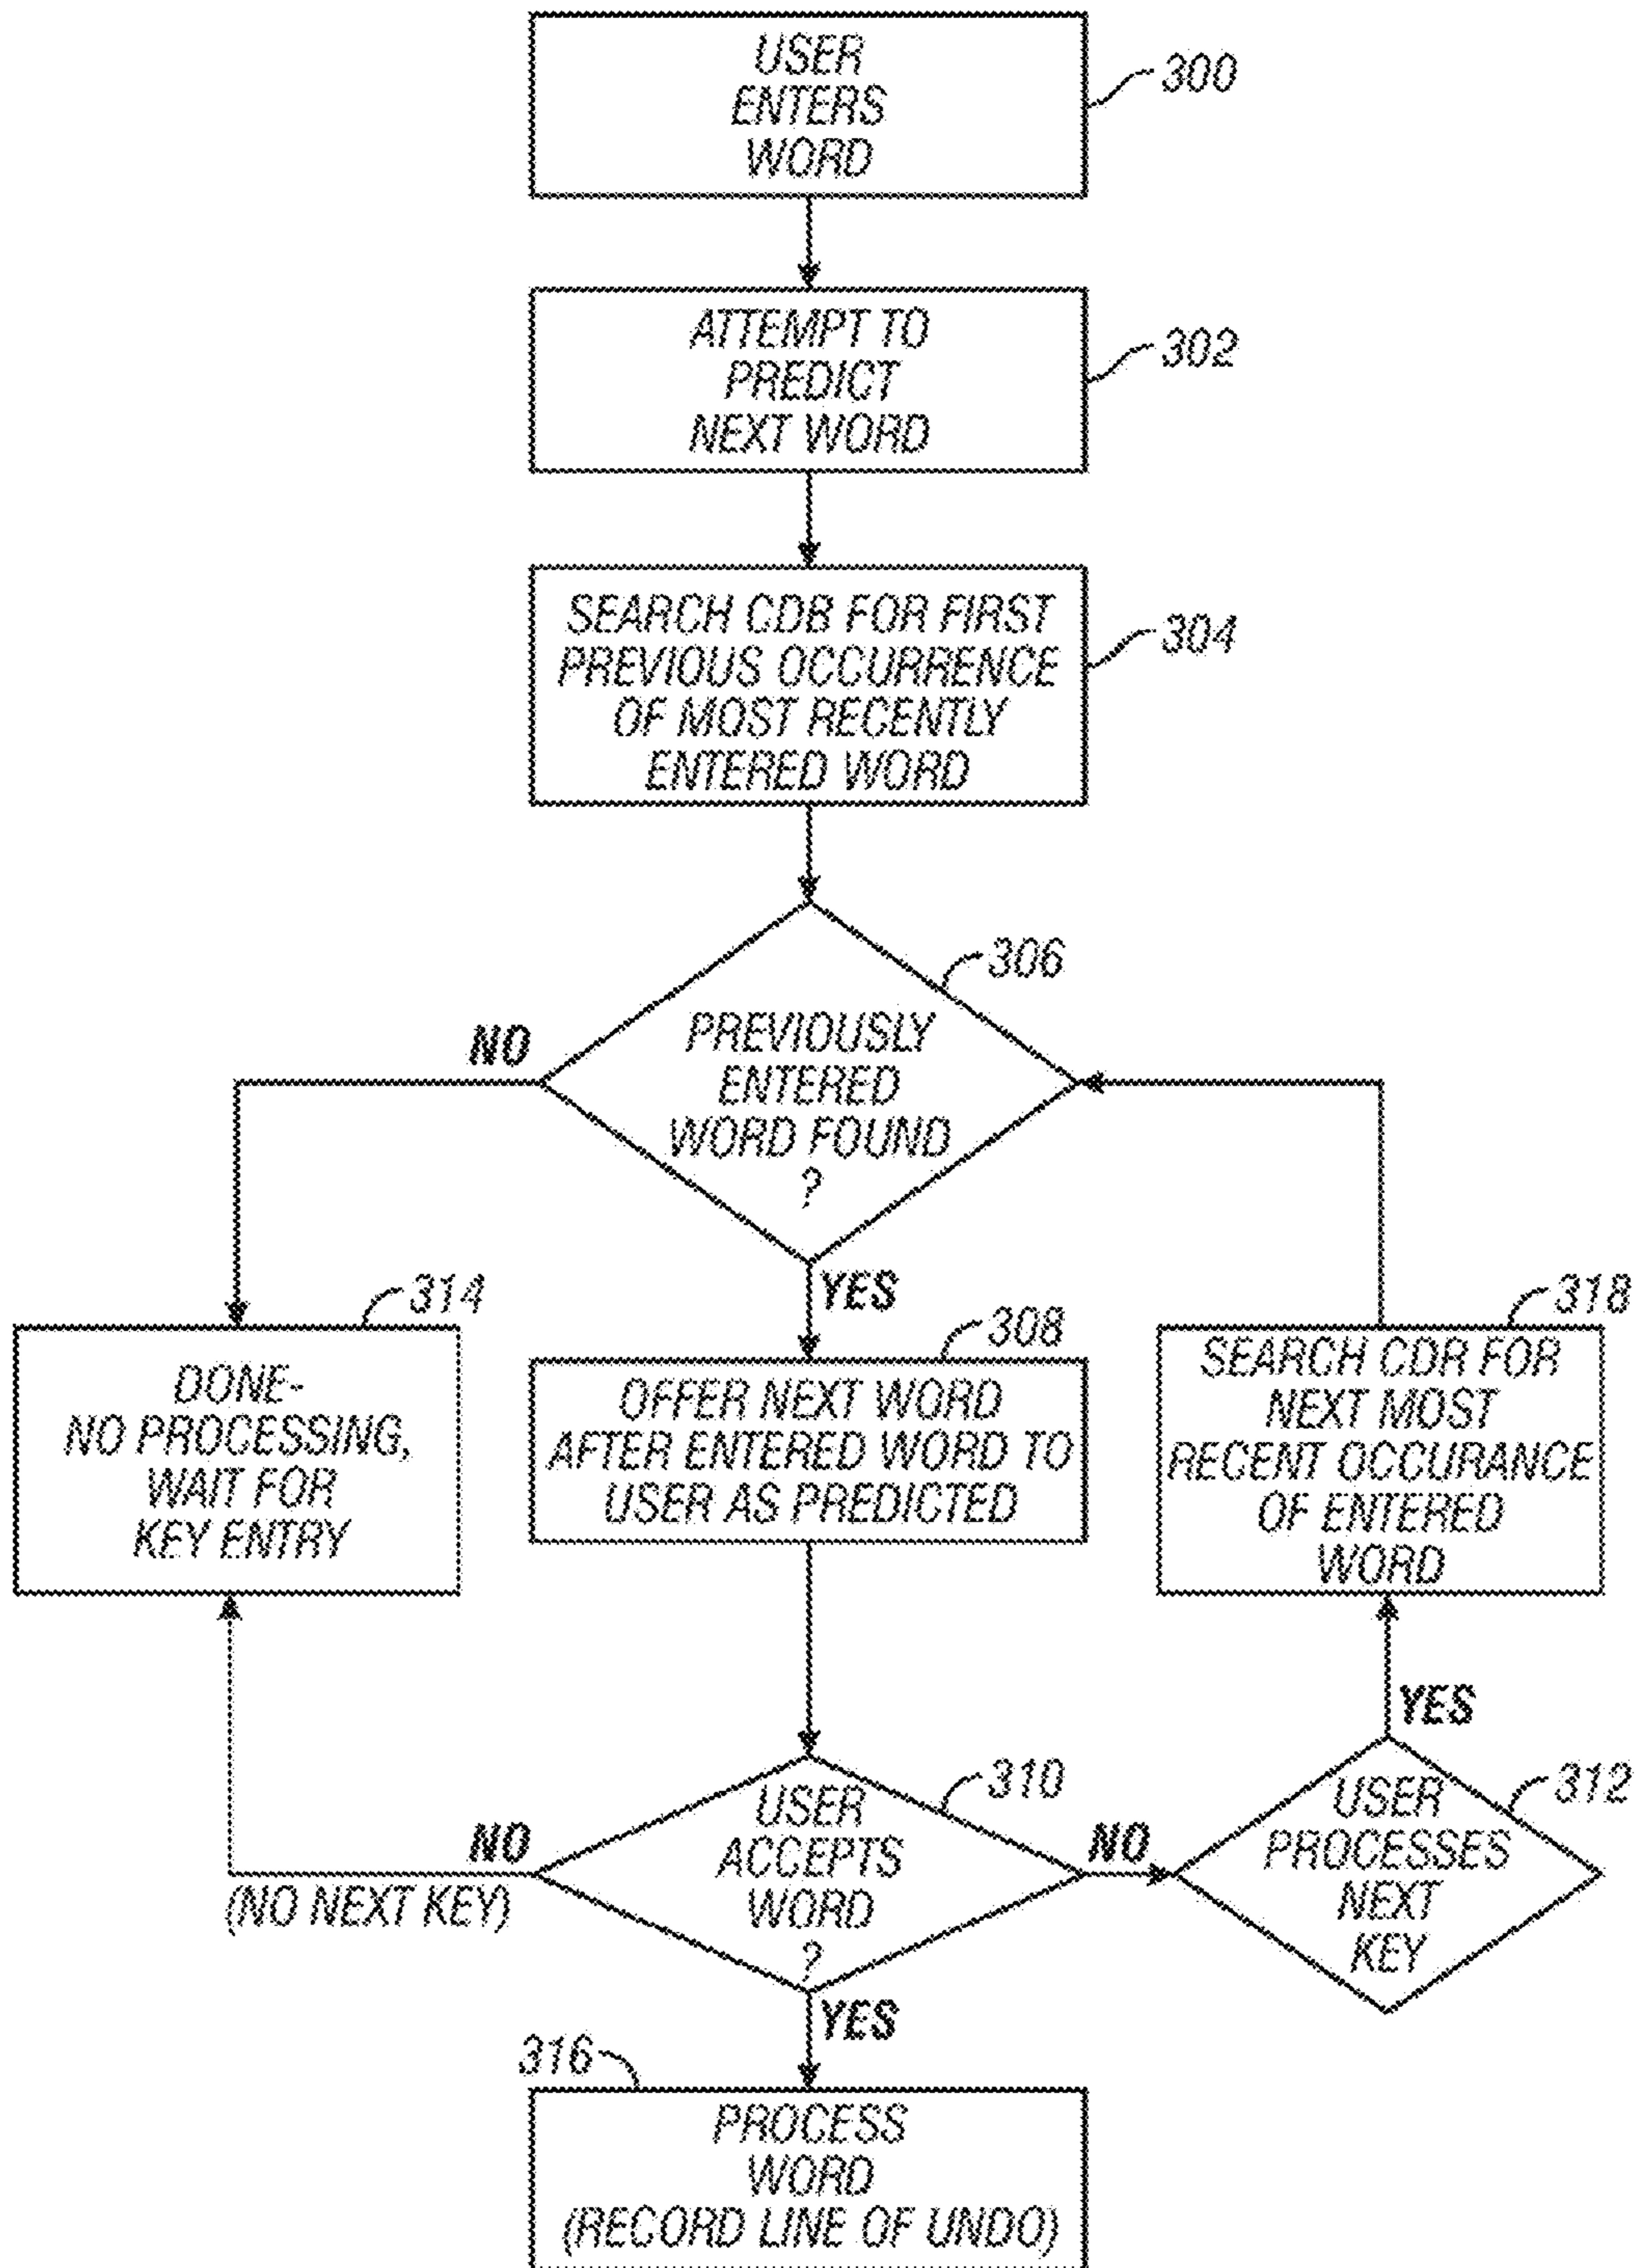 USER
ENTERS
WORD
300
ATTEMPT TO
PREDICT
NEXT WORD
302
SEARCH CDB FOR FIRST
PREVIOUS OCCURRENCE
OF MOST RECENTLY
ENTERED WORD
304
306
PREVIOUSLY
ENTERED
WORD FOUND
?
NO
YES
314
DONE-
NO PROCESSING,
WAIT FOR
KEY ENTRY
308
OFFER NEXT WORD
AFTER ENTERED WORD TO
USER AS PREDICTED
318
SEARCH CDR FOR
NEXT MOST
RECENT OCCURANCE
OF ENTERED
WORD
310
USER
ACCEPTS
WORD
?
NO
(NO NEXT KEY)
NO
YES
312
USER
PROCESSES
NEXT
KEY
YES
316
PROCESS
WORD
(RECORD LINE OF UNDO)